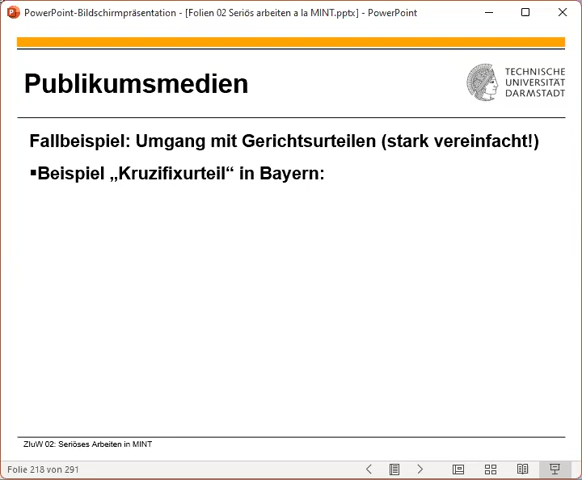 PowerPoint-Bildschirmpräsentation - [Folien 02 Seriös arbeiten a la MINT.pptx] - PowerPoint
Publikumsmedien
TECHNISCHE
UNIVERSITÄT
DARMSTADT
Fallbeispiel: Umgang mit Gerichtsurteilen (stark vereinfacht!)
▪Beispiel „Kruzifixurteil“ in Bayern:
ZIuW 02: Seriöses Arbeiten in MINT
Folie 218 von 291